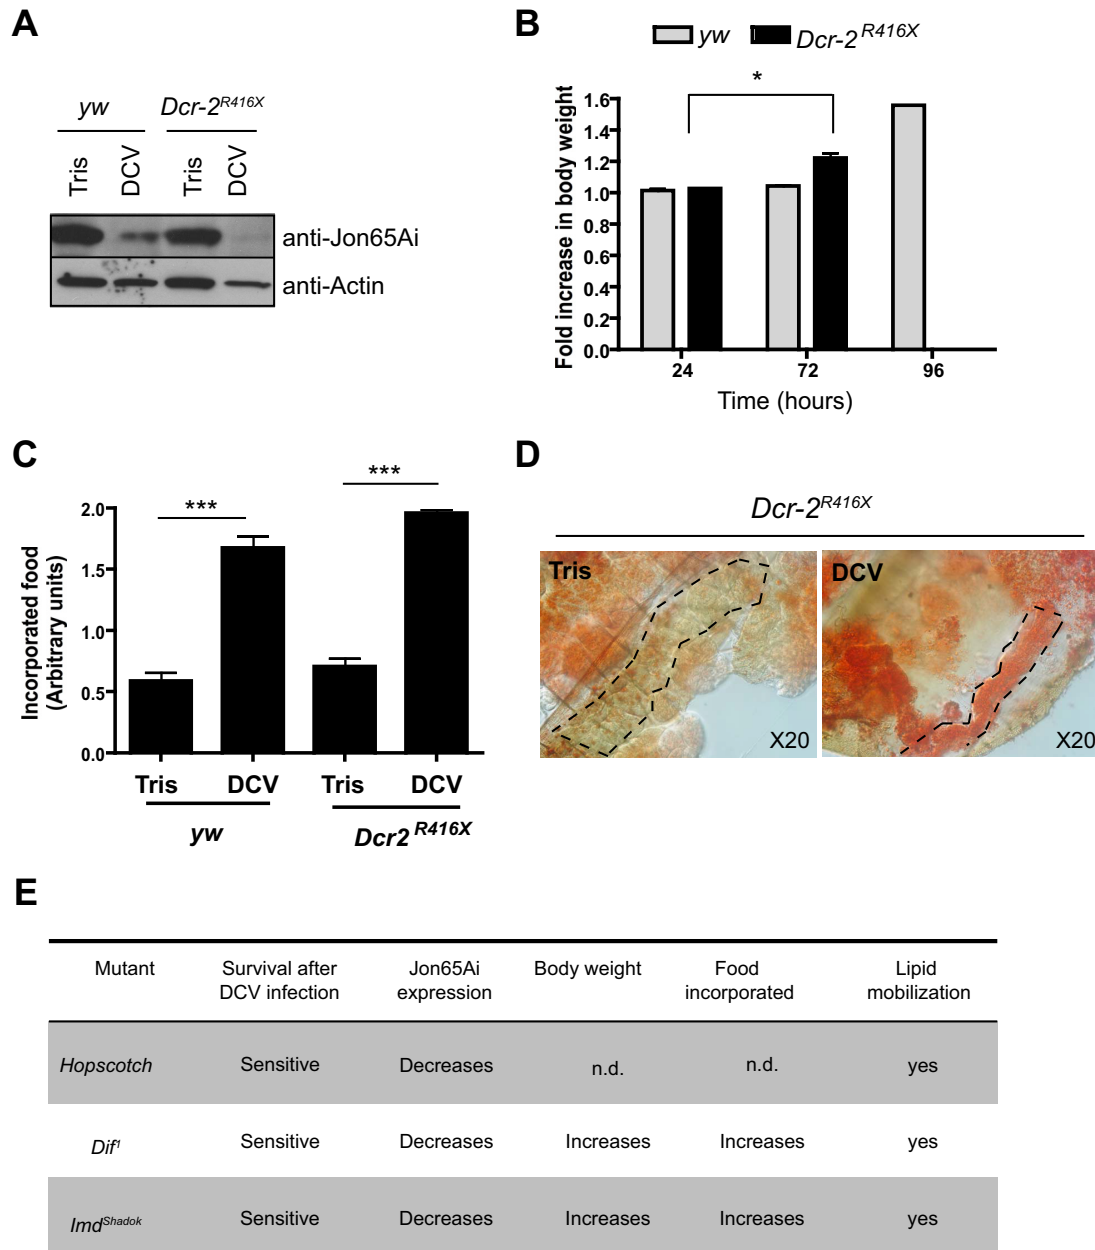 A
yw
Dcr-2R416X
Tris
DCV
Tris
DCV
anti-Jon65Ai
anti-Actin
B
yw
Dcr-2 R416X
*
Fold increase in body weight
1.6
1.4
1.2
1.0
0.8
0.6
0.4
0.2
0.0
24
72
96
Time (hours)
C
***
***
Incorporated food
(Arbitrary units)
2.0
1.5
1.0
0.5
0.0
Tris
DCV
Tris
DCV
yw
Dcr2 R416X
D
Dcr-2R416X
Tris
X20
DCV
X20
E
Mutant Survival after DCV infection Jon65Ai expression Body weight Food incorporated Lipid mobilization
Hopscotch Sensitive Decreases n.d. n.d. yes
Dif1 Sensitive Decreases Increases Increases yes
ImdShadok Sensitive Decreases Increases Increases yes